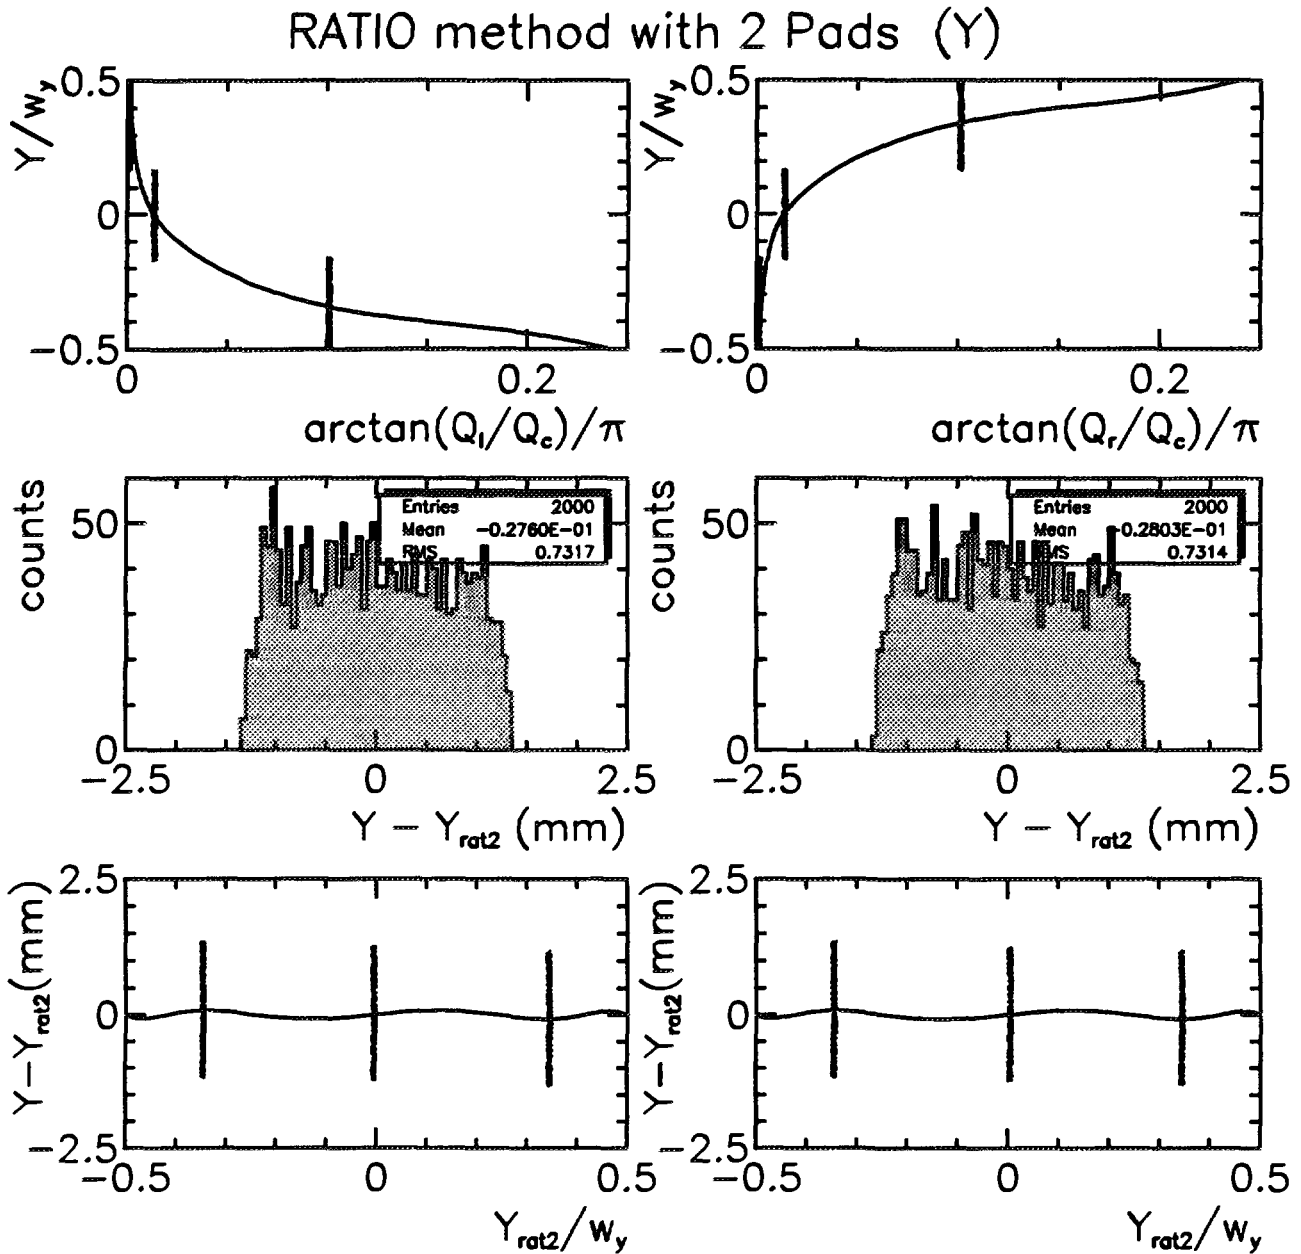 RATIO method with 2 Pads (Y)
Y/w_y
0.5
0
-0.5
0
0.2
arctan(Q_l/Q_c)/π
Y/w_y
0.5
0
-0.5
0
0.2
arctan(Q_r/Q_c)/π
counts
50
0
Entries 2000
Mean -0.2760E-01
RMS 0.7317
-2.5
0
2.5
Y - Y_rat2 (mm)
counts
50
0
Entries 2000
Mean -0.2803E-01
RMS 0.7314
-2.5
0
2.5
Y - Y_rat2 (mm)
Y-Y_rat2(mm)
2.5
0
-2.5
-0.5
0
0.5
Y_rat2/w_y
Y-Y_rat2(mm)
2.5
0
-2.5
-0.5
0
0.5
Y_rat2/w_y